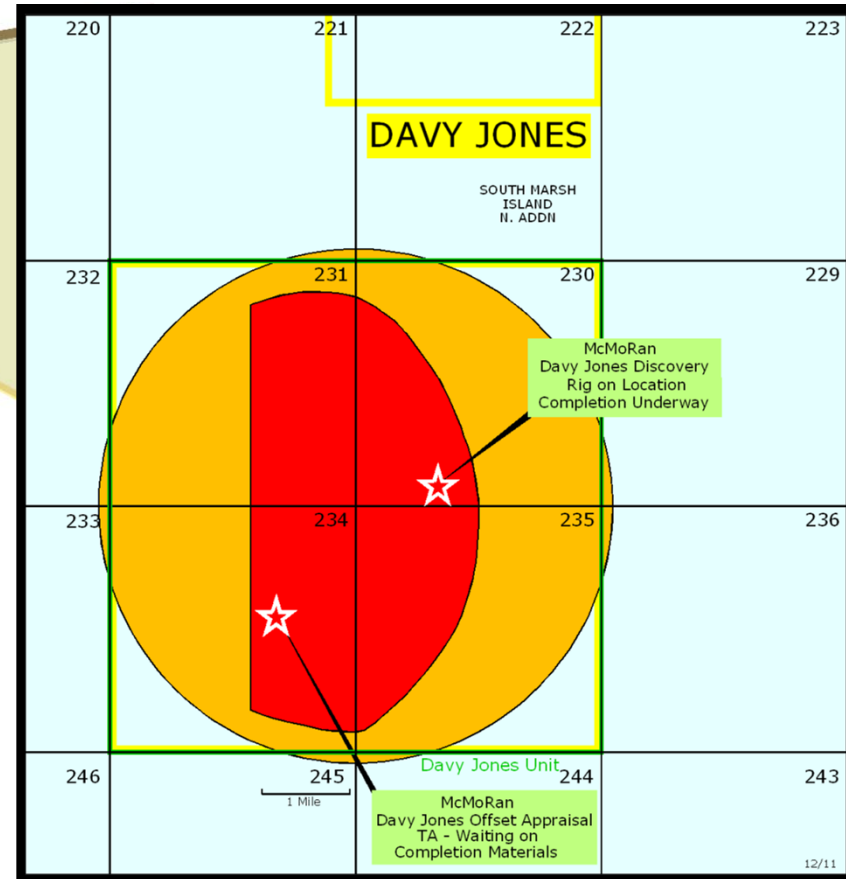 220
221
222
223
DAVY JONES
SOUTH MARSH
ISLAND
N. ADDN
232
231
230
229
McMoRan
Davy Jones Discovery
Rig on Location
Completion Underway
233
234
235
236
Davy Jones Unit
246
245
244
243
1 Mile
McMoRan
Davy Jones Offset Appraisal
TA - Waiting on
Completion Materials
12/11